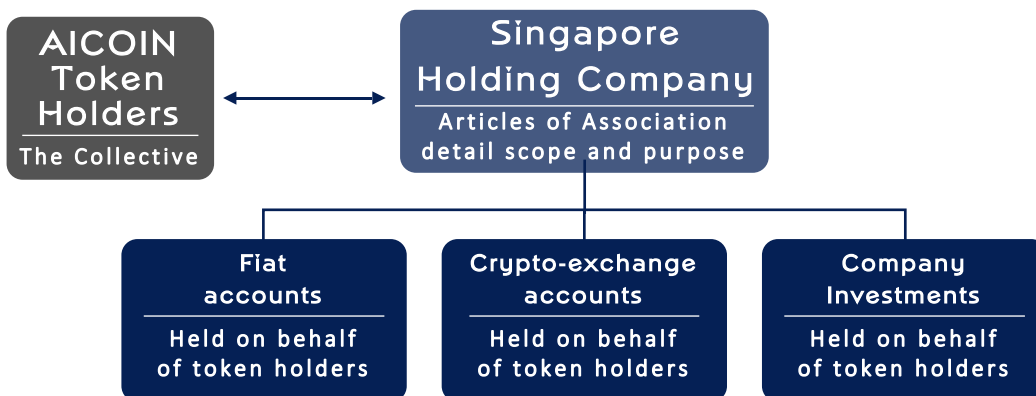 AICOIN
Token
Holders
The Collective
Singapore
Holding Company
Articles of Association
detail scope and purpose
Fiat
accounts
Held on behalf
of token holders
Crypto-exchange
accounts
Held on behalf
of token holders
Company
Investments
Held on behalf
of token holders